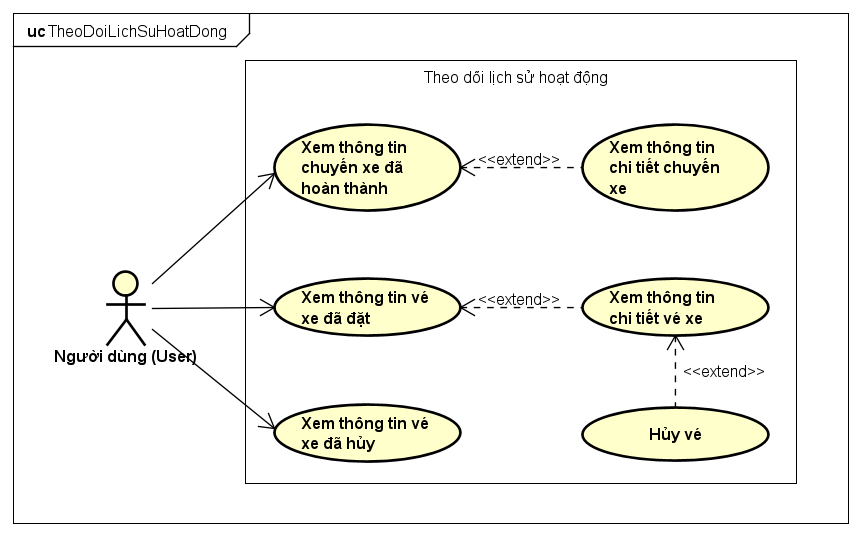 uc TheoDoiLichSuHoatDong
Theo dõi lịch sử hoạt động
Xem thông tin
chuyến xe đã
hoàn thành
<<extend>>
Xem thông tin
chi tiết chuyến
xe
Xem thông tin vé
xe đã đặt
<<extend>>
Xem thông tin
chi tiết vé xe
Người dùng (User)
<<extend>>
Xem thông tin vé
xe đã hủy
Hủy vé